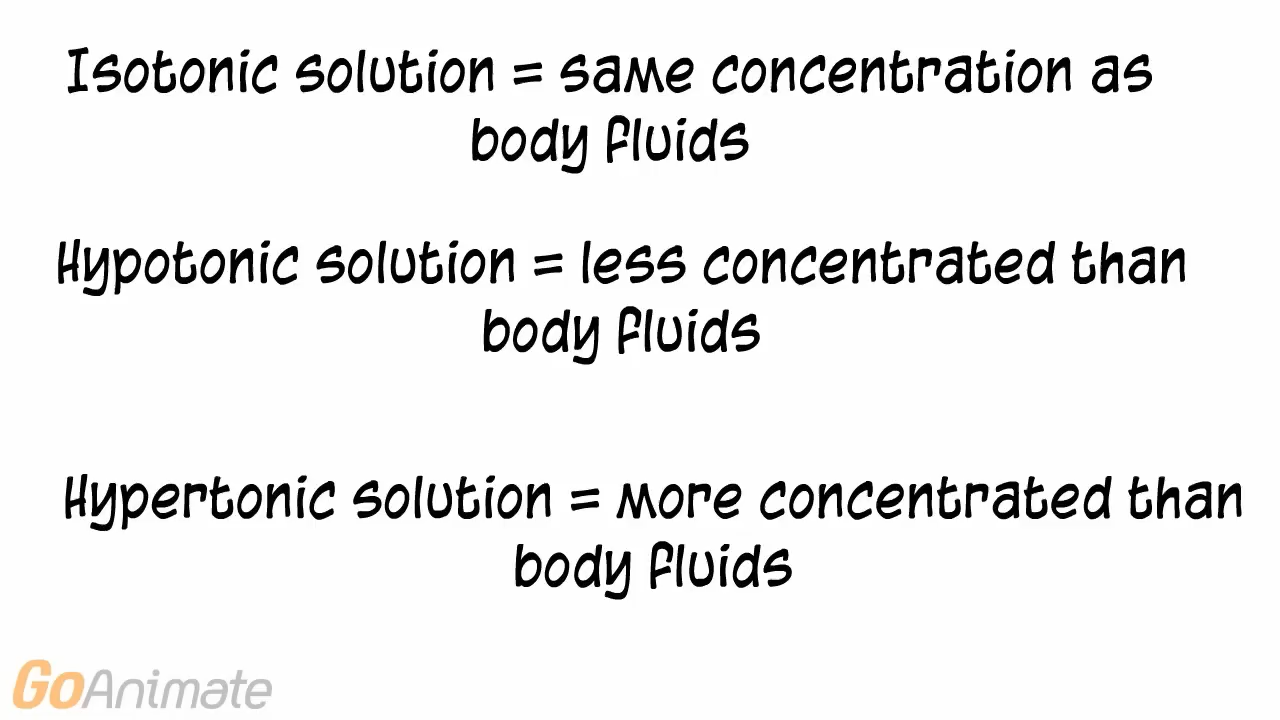 Isotonic solution = same concentration as
body fluids
Hypotonic solution = less concentrated than
body fluids
Hypertonic solution = more concentrated than
body fluids
GoAnimate